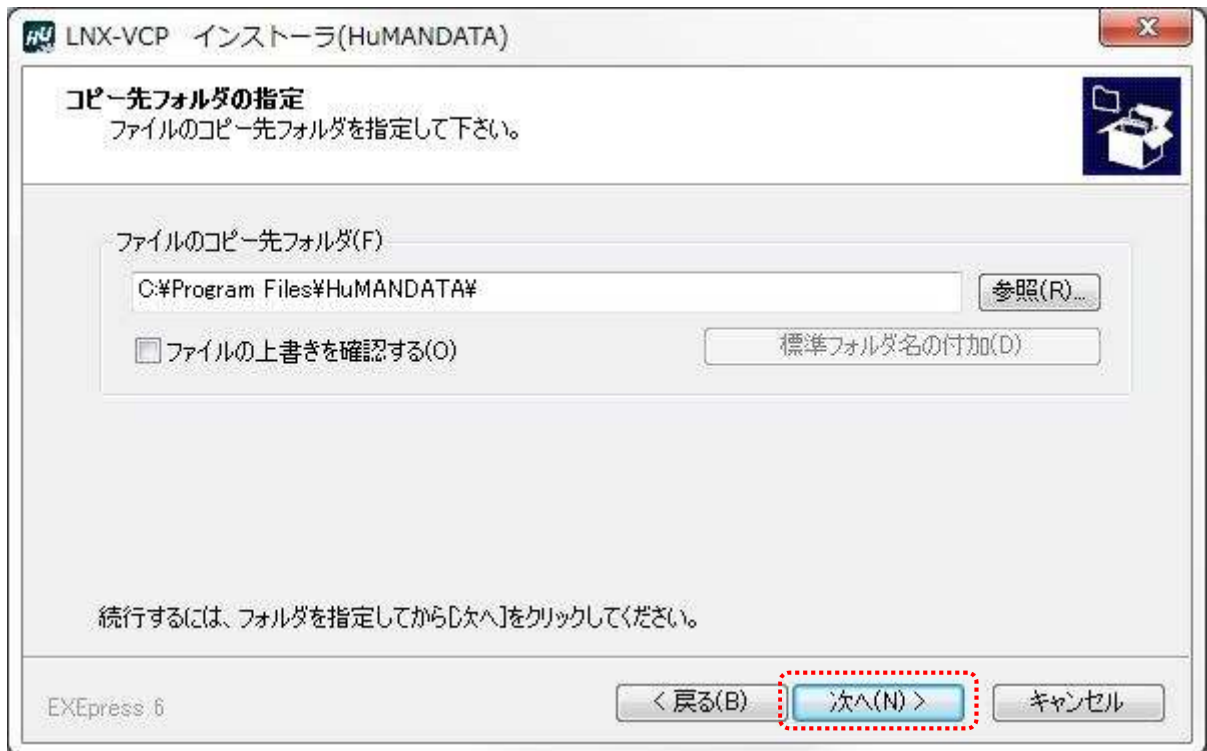 LNX-VCP インストーラ(HuMANDATA)
コピー先フォルダの指定
ファイルのコピー先フォルダを指定して下さい。
ファイルのコピー先フォルダ(F)
C:¥Program Files¥HuMANDATA¥
参照(R)...
ファイルの上書きを確認する(O)
標準フォルダ名の付加(D)
続行するには、フォルダを指定してから[次へ]をクリックしてください。
EXEpress 6
< 戻る(B)
次へ(N) >
キャンセル